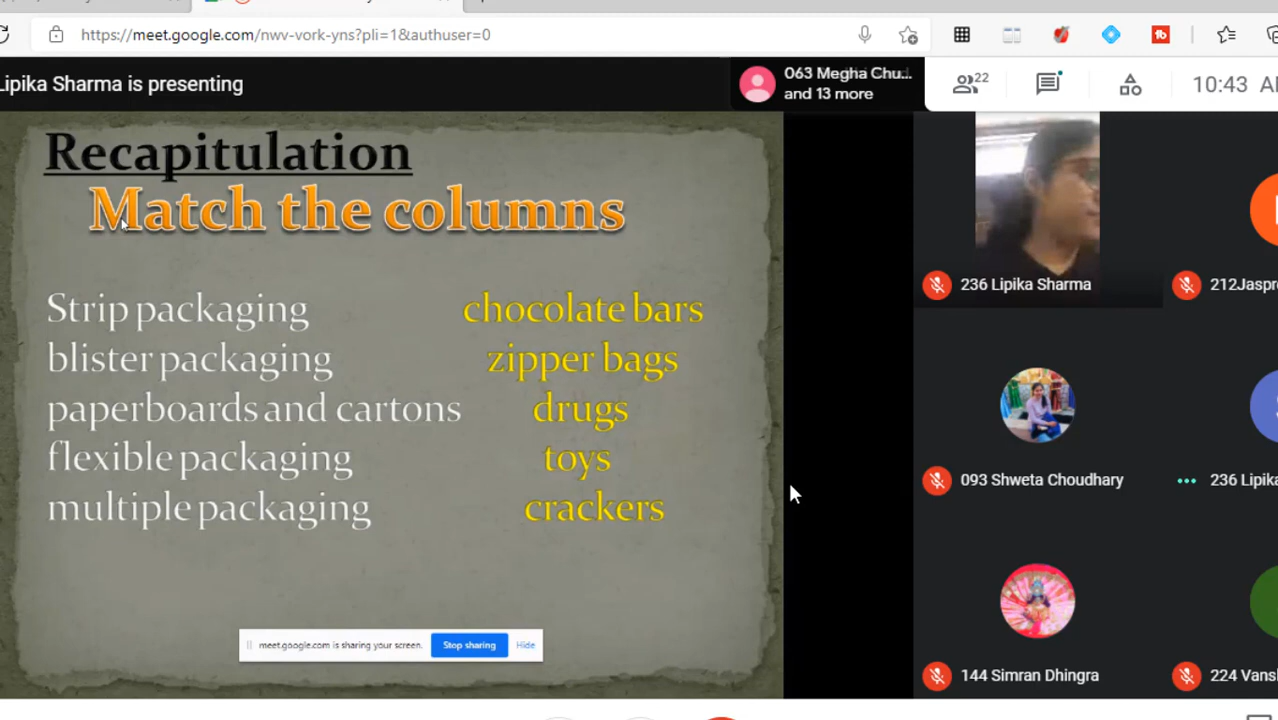 https://meet.google.com/nwv-vork-yns?pli=1&authuser=0
Lipika Sharma is presenting
063 Megha Chu...
and 13 more
22
10:43
Recapitulation
Match the columns
Strip packaging chocolate bars
blister packaging zipper bags
paperboards and cartons drugs
flexible packaging toys
multiple packaging crackers
meet.google.com is sharing your screen. Stop sharing Hide
236 Lipika Sharma
212Jaspr
093 Shweta Choudhary
236 Lipik
144 Simran Dhingra
224 Vans